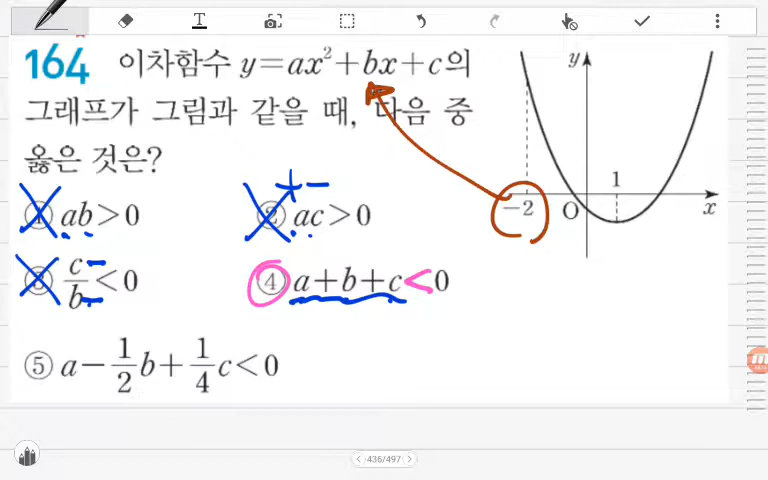 164 이차함수 y=ax²+bx+c의
그래프가 그림과 같을 때, 다음 중
옳은 것은?
+ −
① ab>0 ② ac>0
③ c/b<0 − − ④ a+b+c<0
⑤ a−1/2b+1/4c<0
y
1
−2 O x
436/497